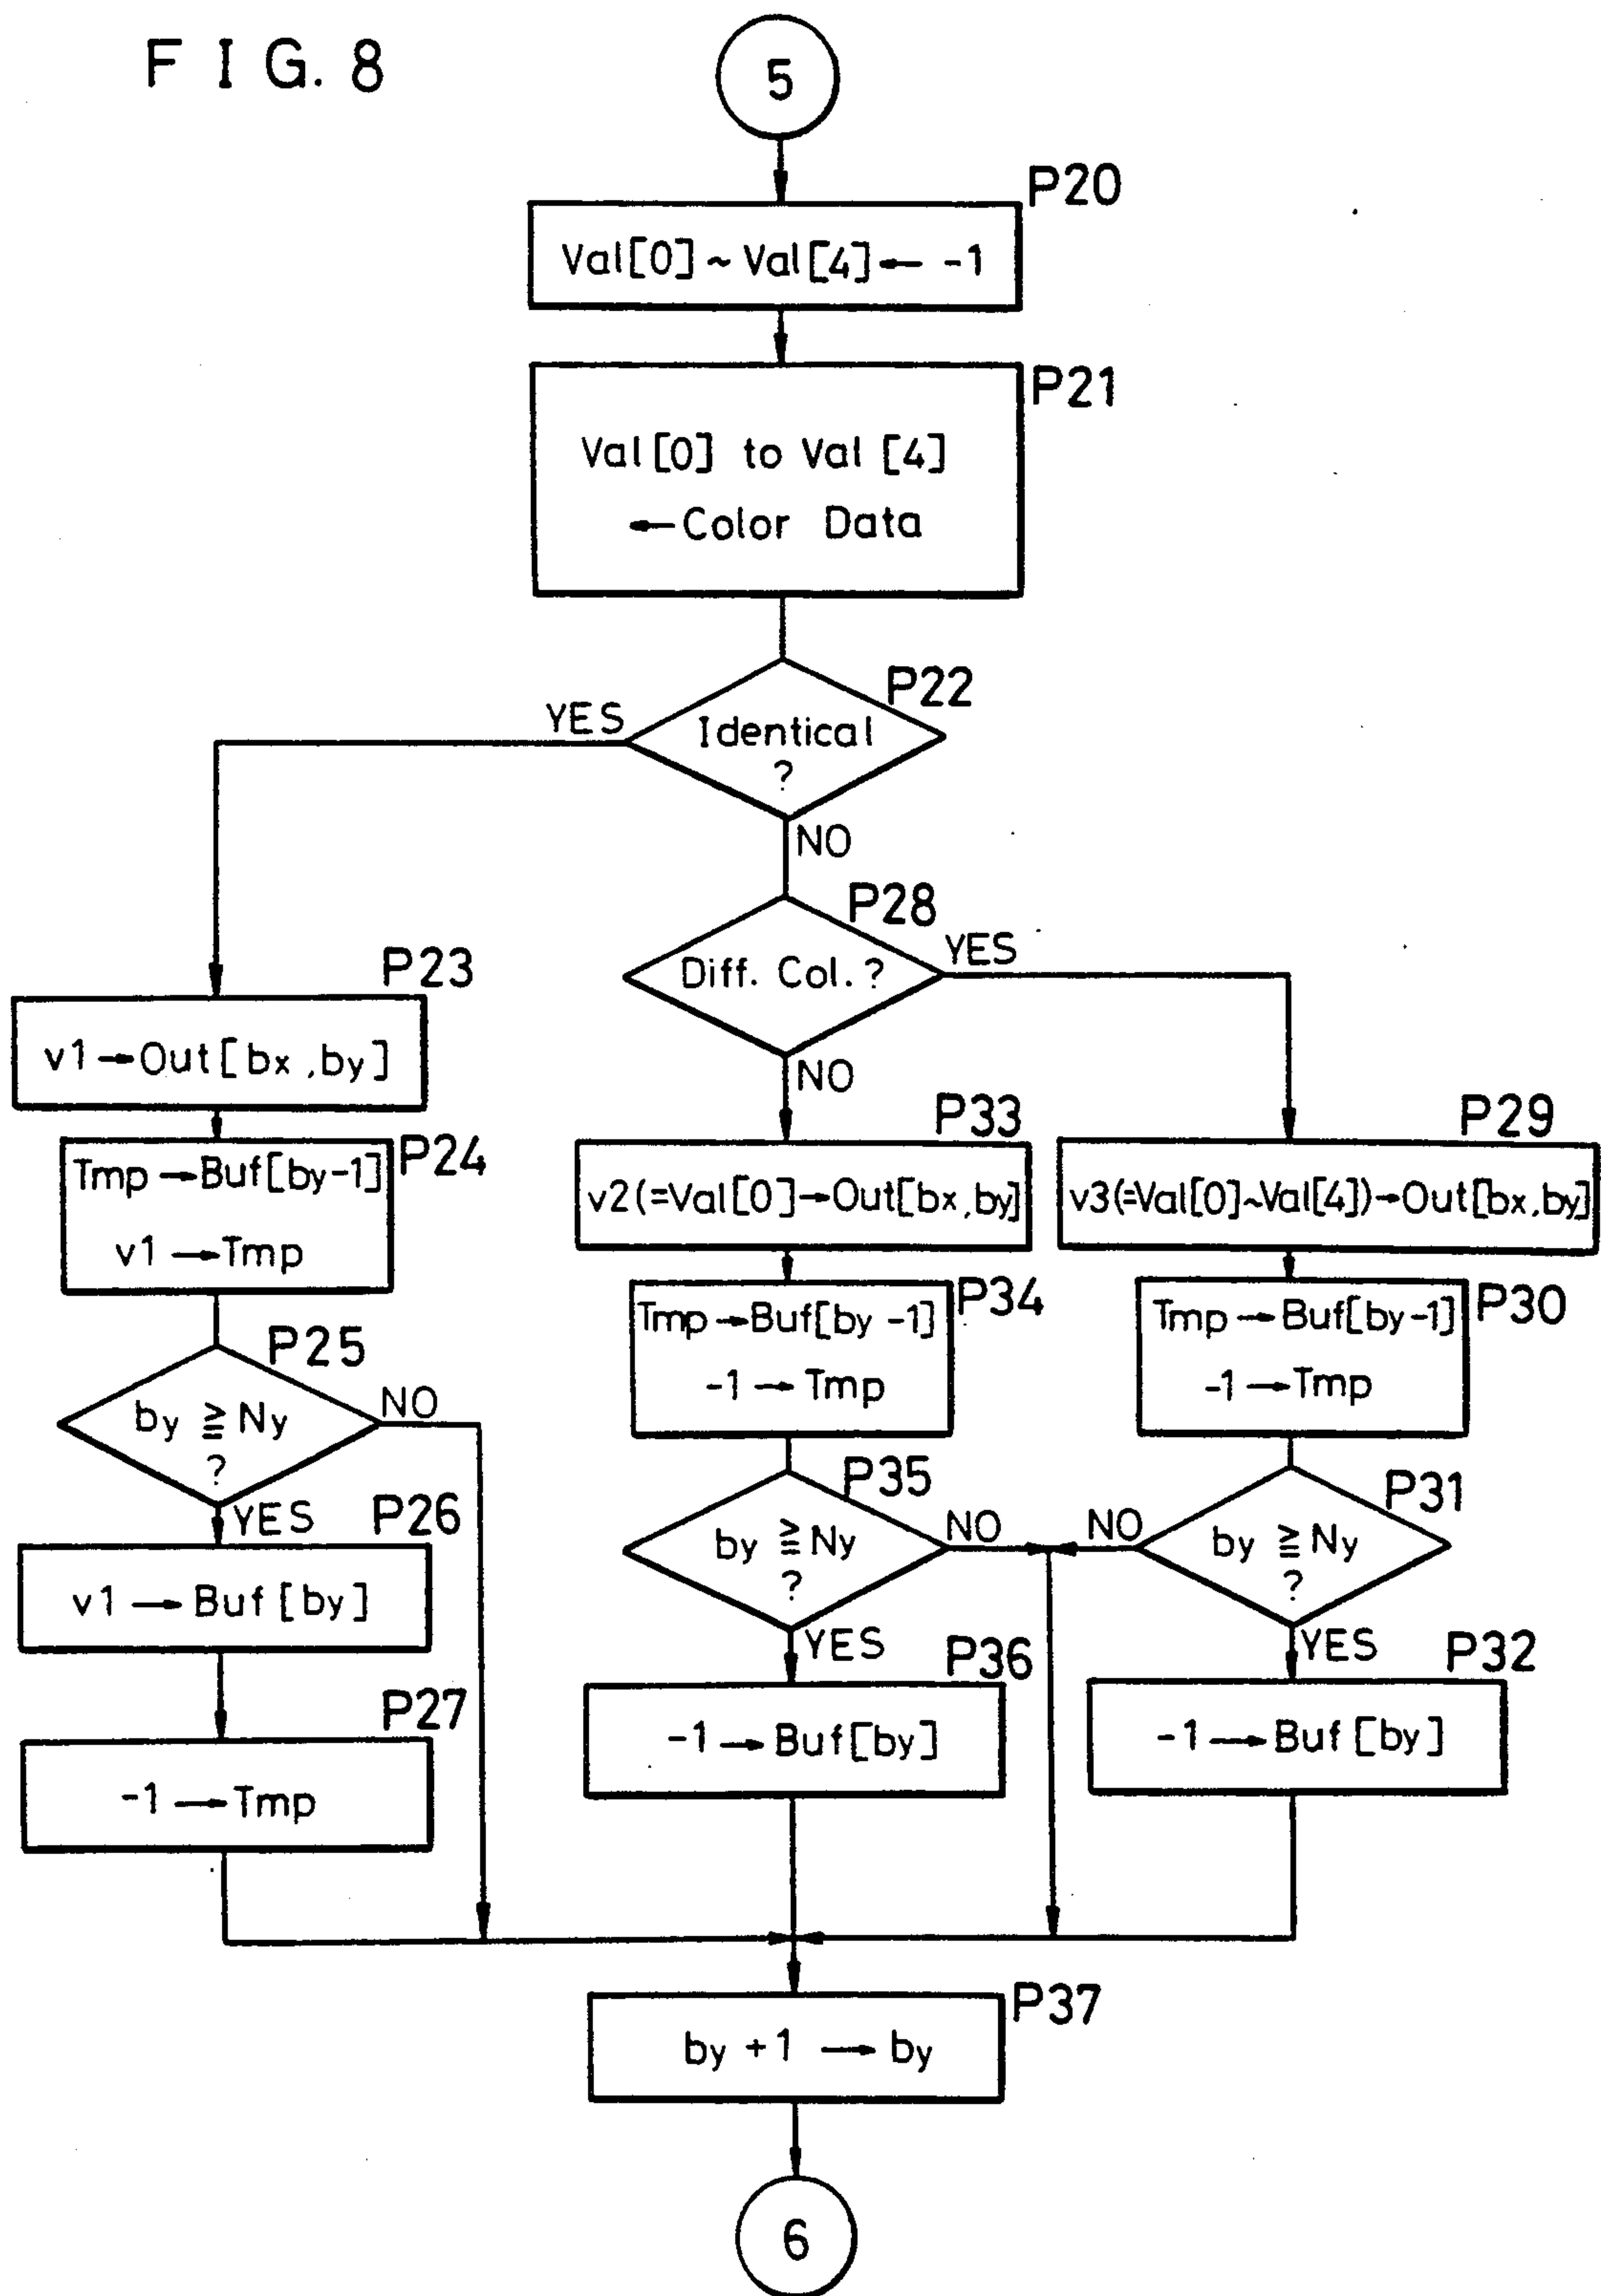 F I G. 8
5
P20
Val[0] ~ Val[4] ← -1
P21
Val[0] to Val [4]
← Color Data
P22
YES
Identical
?
NO
P28
YES
Diff. Col. ?
NO
P23
v1 → Out [ bx , by ]
P24
Tmp → Buf[by-1]
v1 → Tmp
P25
by ≧ Ny
?
NO
YES
P26
v1 → Buf [ by ]
P27
-1 → Tmp
P33
v2 (=Val[0] → Out[bx, by]
P34
Tmp → Buf[by -1]
-1 → Tmp
P35
by ≧ Ny
?
NO
YES
P36
-1 → Buf[by]
P29
v3(=Val[0]~Val[4]) → Out[bx, by]
P30
Tmp → Buf[by-1]
-1 → Tmp
P31
NO
by ≧ Ny
?
YES
P32
-1 → Buf [by]
P37
by +1 → by
6